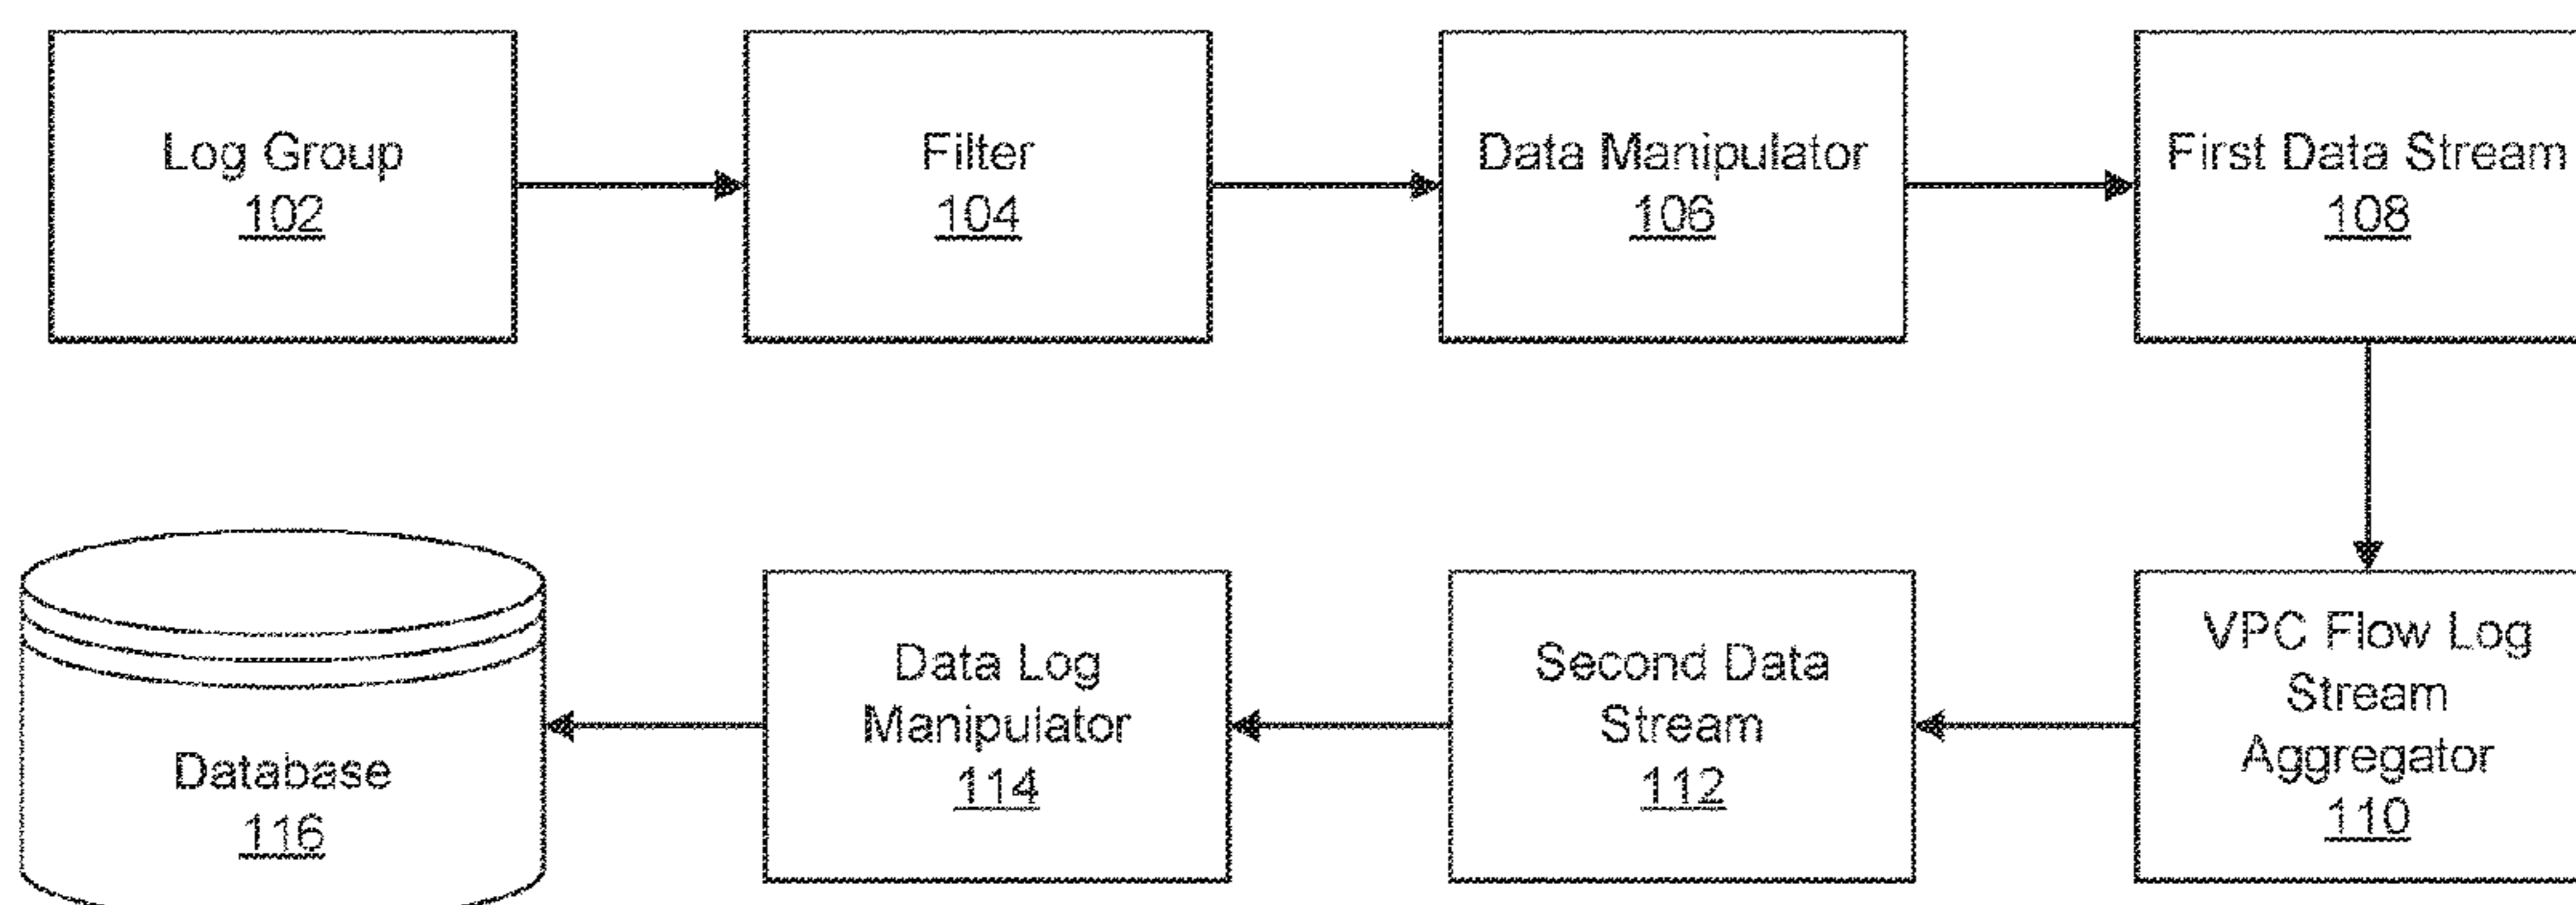 Log Group
102
Filter
104
Data Manipulator
106
First Data Stream
108
Database
116
Data Log
Manipulator
114
Second Data
Stream
112
VPC Flow Log
Stream
Aggregator
110